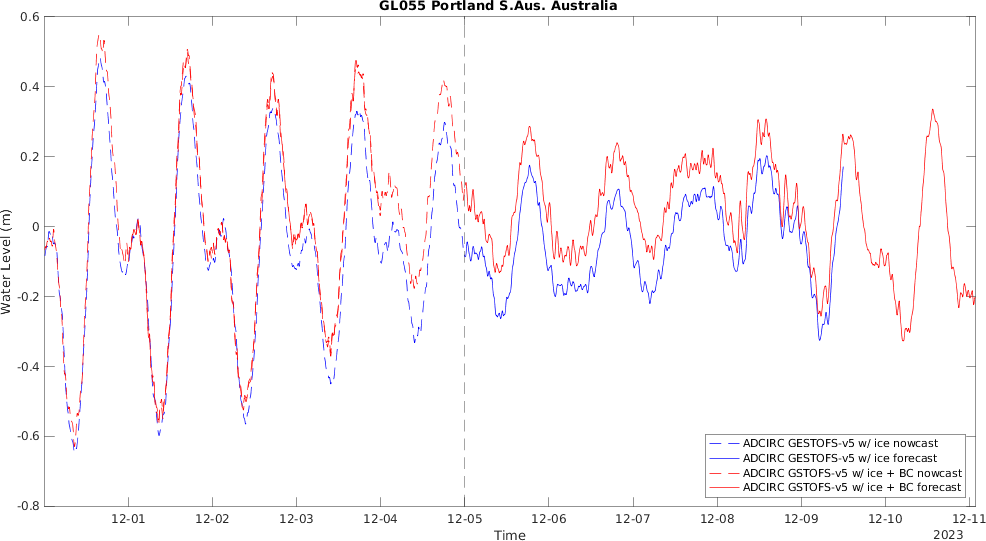 GL055 Portland S.Aus. Australia
Water Level (m)
0.6
0.4
0.2
0
-0.2
-0.4
-0.6
-0.8
12-01
12-02
12-03
12-04
12-05
12-06
12-07
12-08
12-09
12-10
12-11
Time
2023
ADCIRC GESTOFS-v5 w/ ice nowcast
ADCIRC GESTOFS-v5 w/ ice forecast
ADCIRC GSTOFS-v5 w/ ice + BC nowcast
ADCIRC GSTOFS-v5 w/ ice + BC forecast